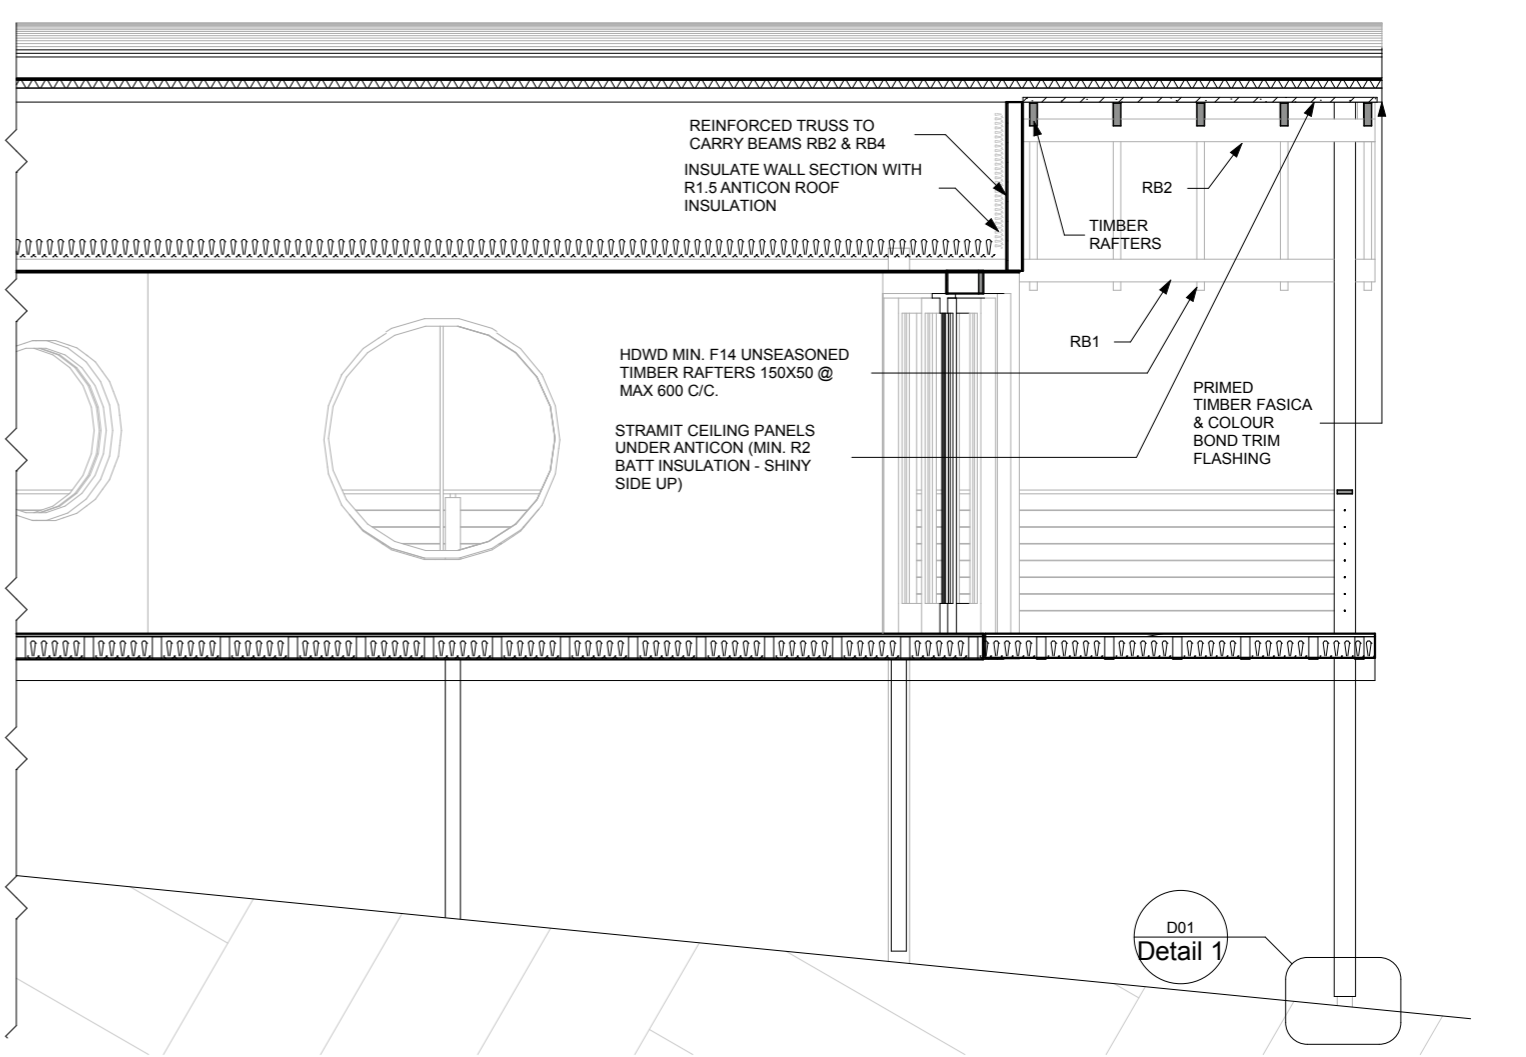 REINFORCED TRUSS TO
CARRY BEAMS RB2 & RB4
INSULATE WALL SECTION WITH
R1.5 ANTICON ROOF
INSULATION
RB2
TIMBER
RAFTERS
RB1
HDWD MIN. F14 UNSEASONED
TIMBER RAFTERS 150X50 @
MAX 600 C/C.
STRAMIT CEILING PANELS
UNDER ANTICON (MIN. R2
BATT INSULATION - SHINY
SIDE UP)
PRIMED
TIMBER FASICA
& COLOUR
BOND TRIM
FLASHING
D01
Detail 1